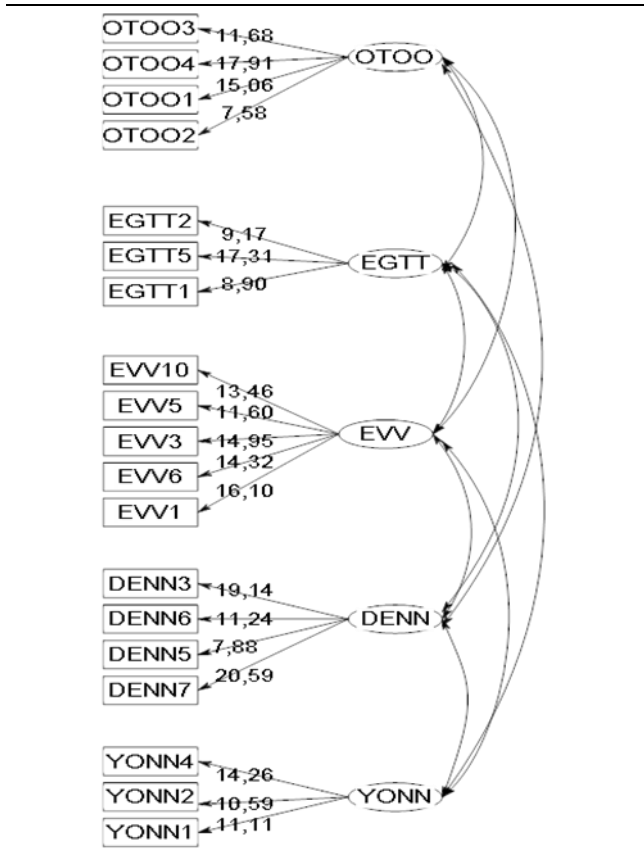 OTOO3 11,68
OTOO4 17,91 OTOO
OTOO1 15,06
OTOO2 7,58
EGTT2 9,17
EGTT5 17,31 EGTT
EGTT1 8,90
EVV10 13,46
EVV5 11,60
EVV3 14,95 EVV
EVV6 14,32
EVV1 16,10
DENN3 19,14
DENN6 11,24 DENN
DENN5 7,88
DENN7 20,59
YONN4 14,26
YONN2 10,59 YONN
YONN1 11,11